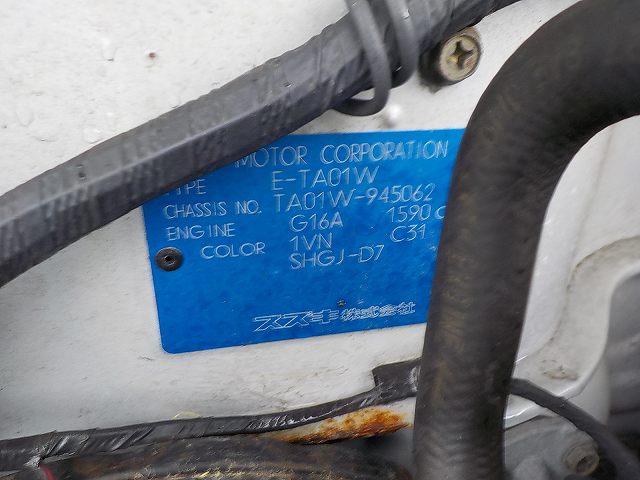 MOTOR CORPORATION
TYPE E-TA01W
CHASSIS NO. TA01W-945062
ENGINE G16A 1590 c
COLOR 1VN C31
SHGJ-D7
スズキ株式会社